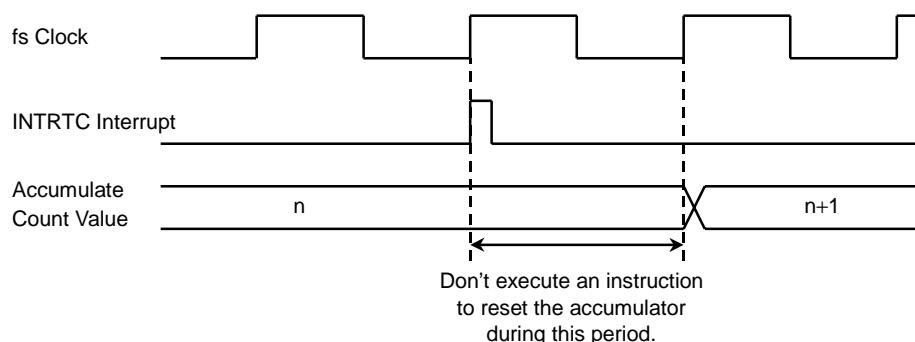 fs Clock
INTRTC Interrupt
Accumulate
Count Value
n
n+1
Don't execute an instruction
to reset the accumulator
during this period.